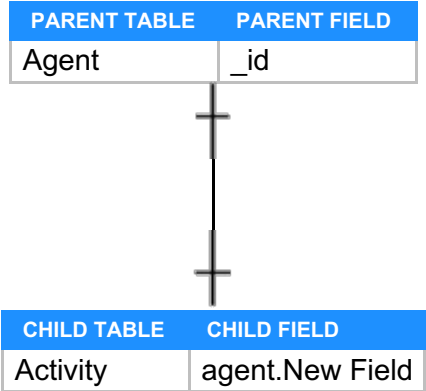 PARENT TABLE PARENT FIELD
Agent _id
CHILD TABLE CHILD FIELD
Activity agent.New Field